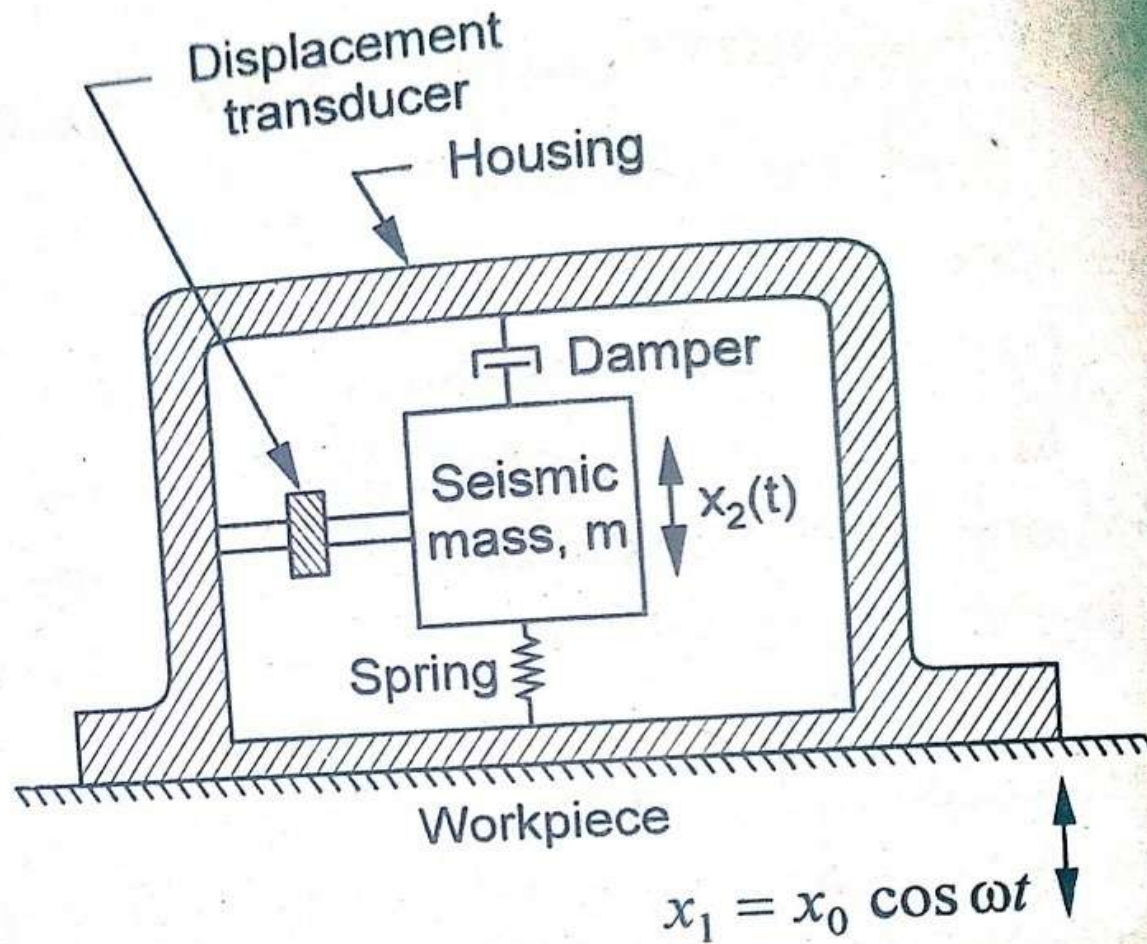 Displacement
transducer
Housing
Damper
Seismic
mass, m
x₂(t)
Spring
Workpiece
x₁ = x₀ cos ωt